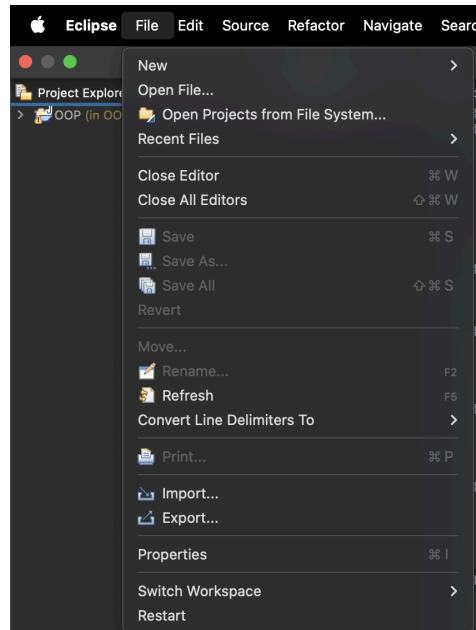 Eclipse File Edit Source Refactor Navigate Searc
Project Explore
OOP (in OO
New
Open File...
Open Projects from File System...
Recent Files
Close Editor ⌘ W
Close All Editors ⇧ ⌘ W
Save ⌘ S
Save As...
Save All ⇧ ⌘ S
Revert
Move...
Rename... F2
Refresh F5
Convert Line Delimiters To
Print... ⌘ P
Import...
Export...
Properties ⌘ I
Switch Workspace
Restart